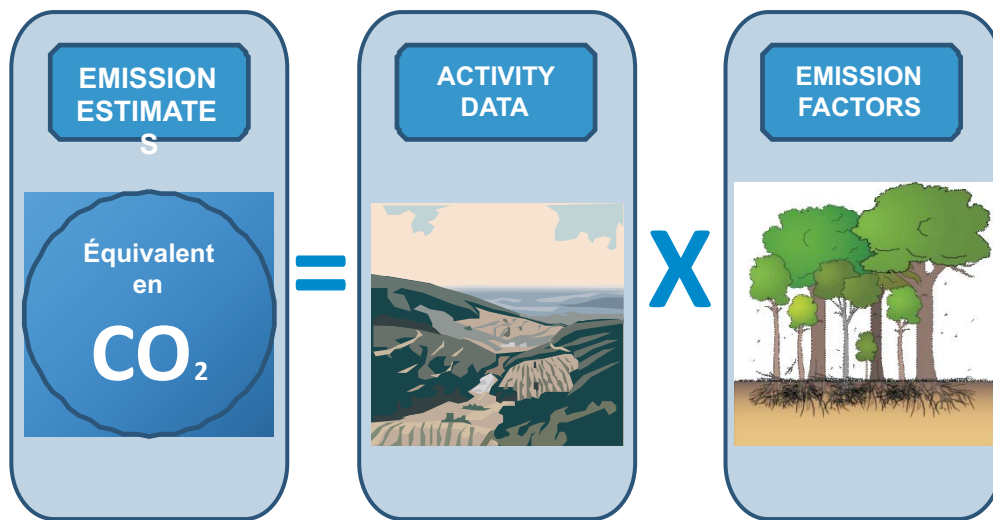 EMISSION
ESTIMATE
S
Équivalent
en
CO₂
=
ACTIVITY
DATA
X
EMISSION
FACTORS